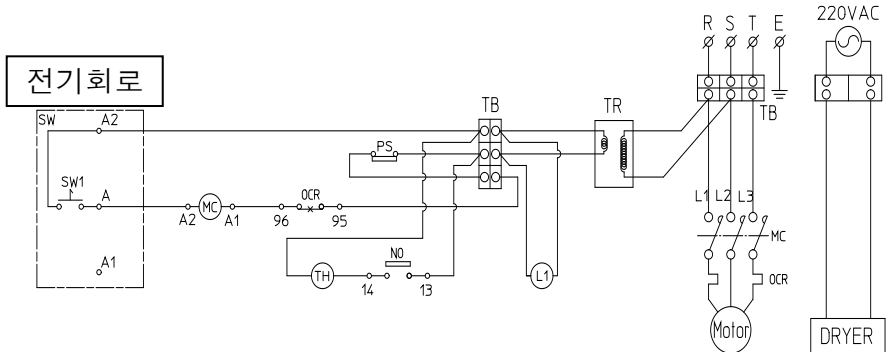 전기회로
220VAC
R S T E
TB
TR
TB
SW
A2
PS
SW1
A
OCR
MC
A2
A1
96
95
L1 L2 L3
MC
A1
NO
TH
14
13
L1
OCR
Motor
DRYER